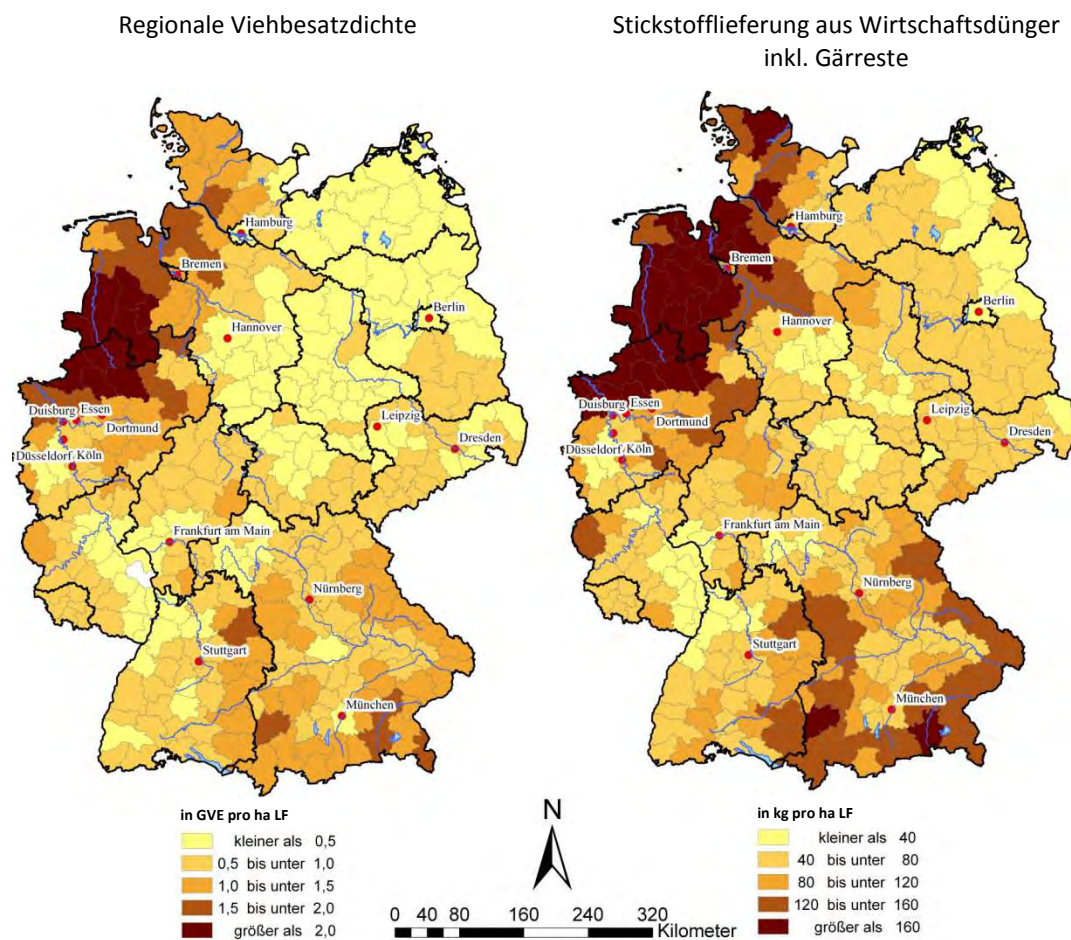 Regionale Viehbesatzdichte
Stickstofflieferung aus Wirtschaftsdünger
inkl. Gärreste
Hamburg
Bremen
Berlin
Hannover
Essen
Duisburg
Dortmund
Leipzig
Dresden
Düsseldorf
Köln
Frankfurt am Main
Nürnberg
Stuttgart
München
Hamburg
Bremen
Berlin
Hannover
Essen
Duisburg
Dortmund
Leipzig
Dresden
Düsseldorf
Köln
Frankfurt am Main
Nürnberg
Stuttgart
München
in GVE pro ha LF
kleiner als 0,5
0,5 bis unter 1,0
1,0 bis unter 1,5
1,5 bis unter 2,0
größer als 2,0
N
0 40 80 160 240 320
Kilometer
in kg pro ha LF
kleiner als 40
40 bis unter 80
80 bis unter 120
120 bis unter 160
größer als 160